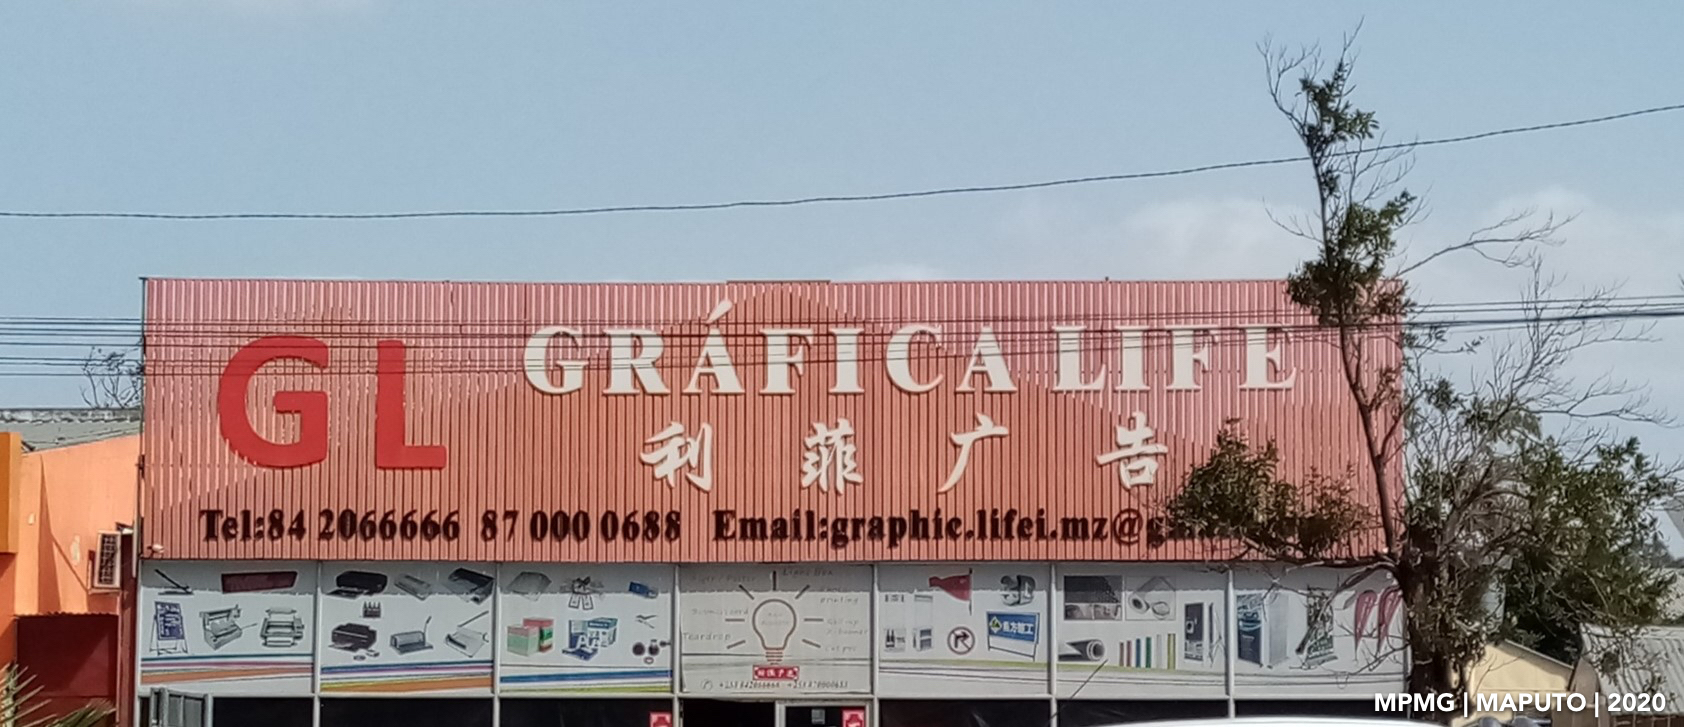 GRÁFICA LIFE
GL
利菲广告
Tel:84 2066666 87 000 0688 Email:graphic.lifei.mz@g
MPMG | MAPUTO | 2020